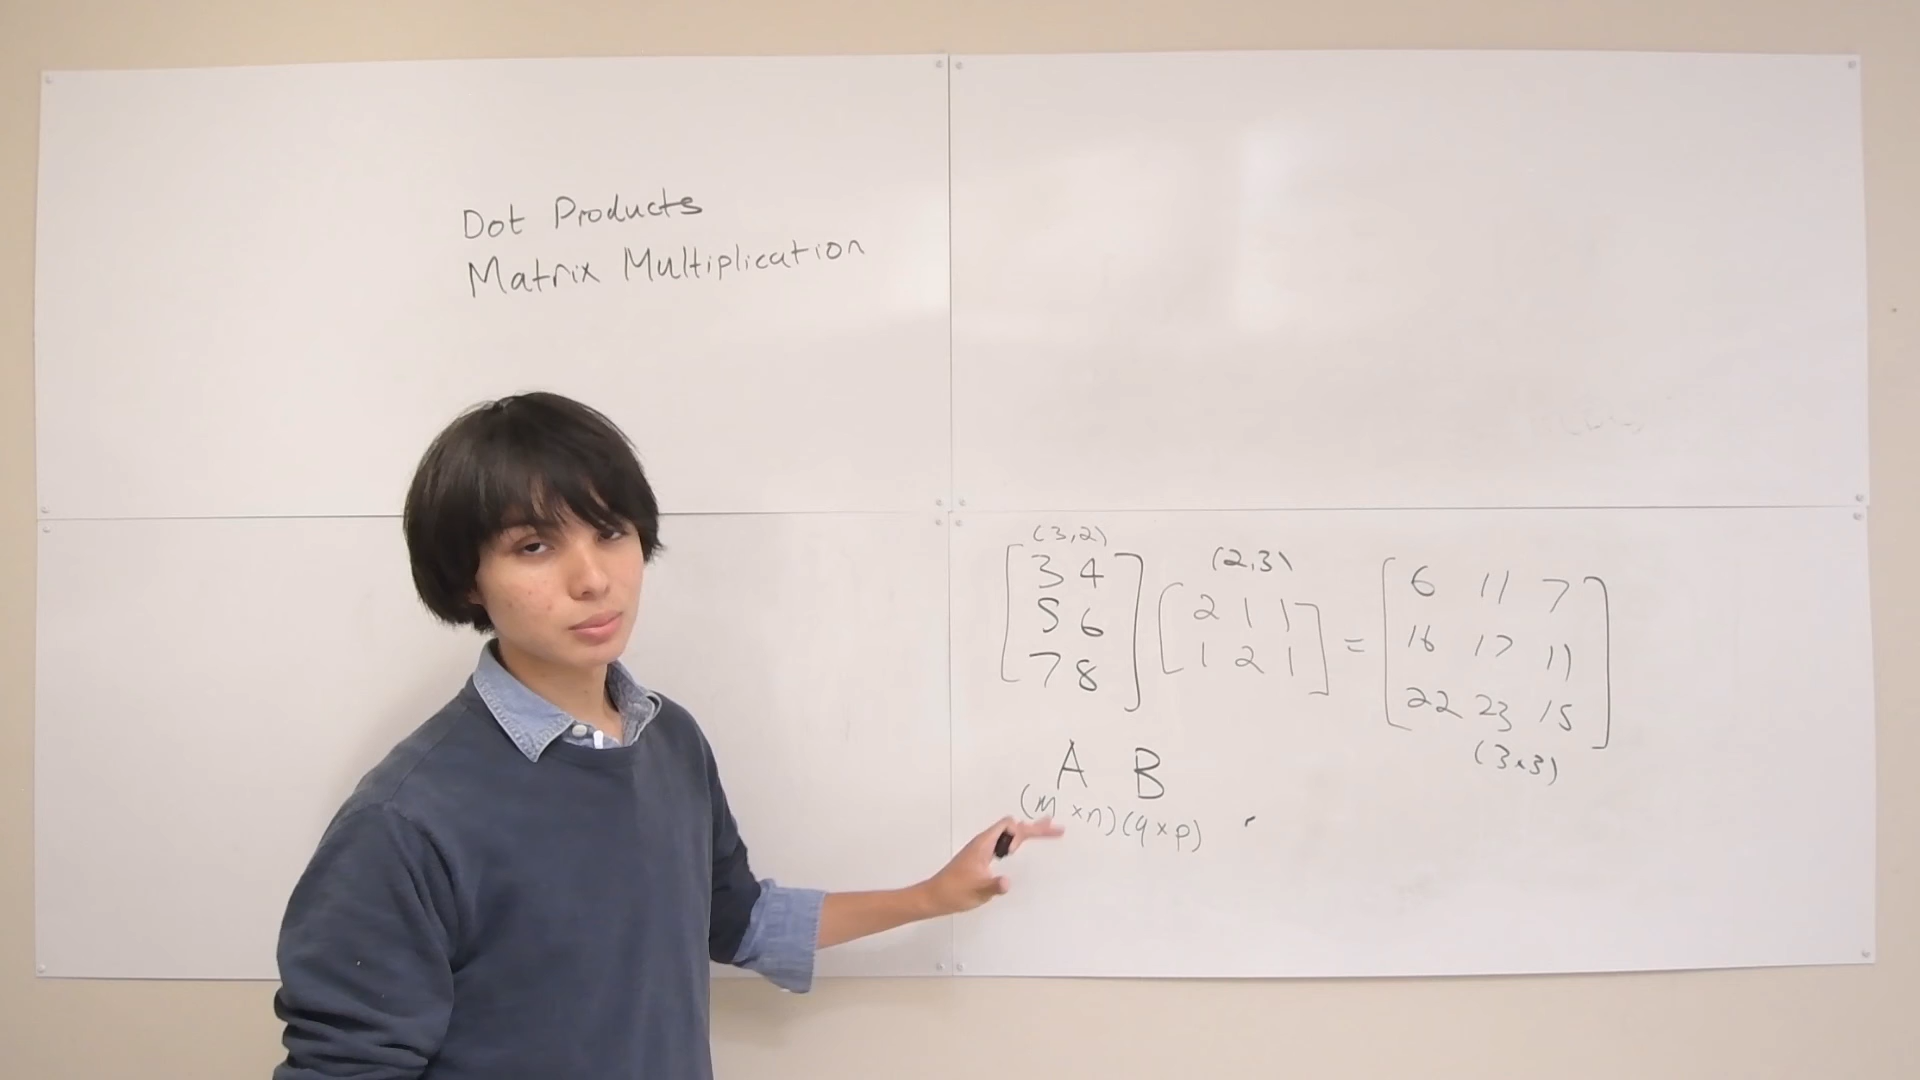 Dot Products
Matrix Multiplication
(3,2)
(2,3)
3 4
5 6
7 8
2 1 1
1 2 1
=
6 11 7
16 17 11
22 23 15
(3x3)
A B
(m x n) (q x p)